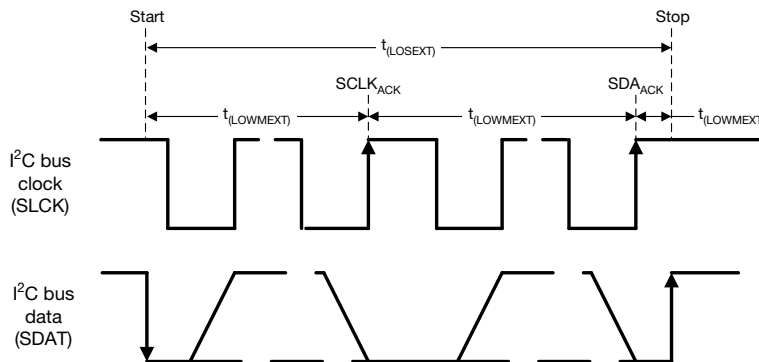 Start
Stop
t(LOSEXT)
SCLKACK
SDAACK
t(LOWMEXT)
t(LOWMEXT)
t(LOWMEXT)
I2C bus
clock
(SLCK)
I2C bus
data
(SDAT)